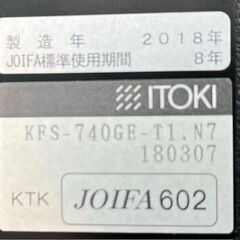 製造年 2018年
JOIFA標準使用期間 8年
ITOKI
KFS-740GE-T1.N7
180307
KTK JOIFA602